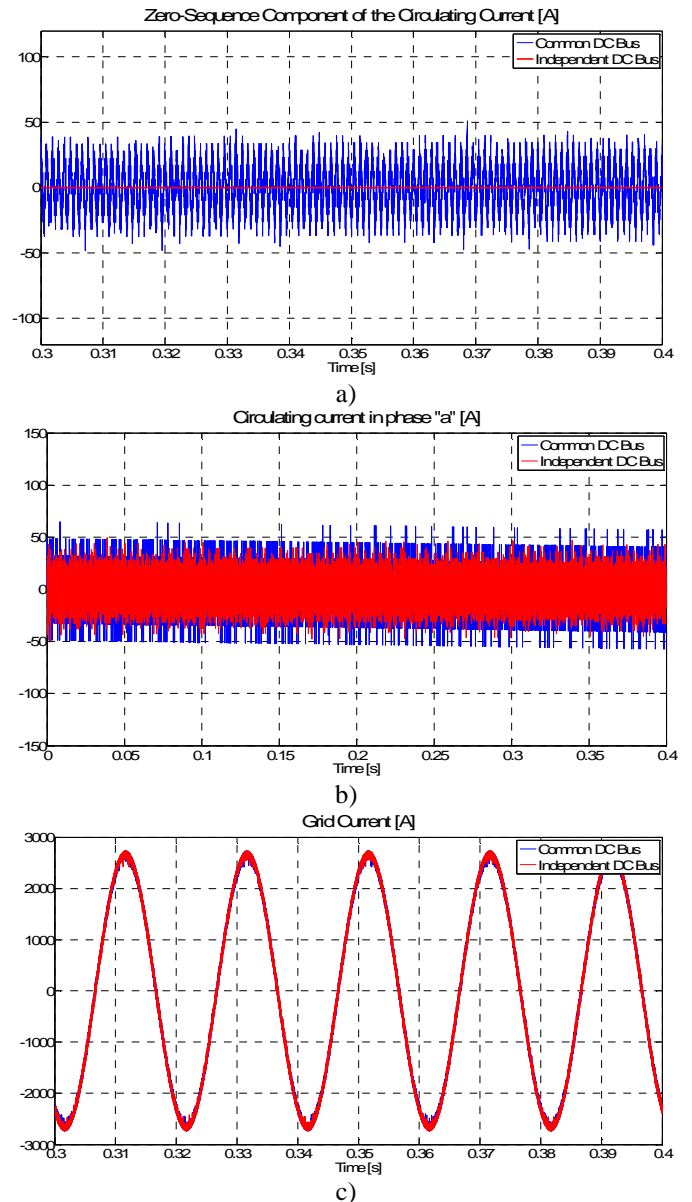 Zero-Sequence Component of the Circulating Current [A]
Common DC Bus
Independent DC Bus
100
50
0
-50
-100
0.3 0.31 0.32 0.33 0.34 0.35 0.36 0.37 0.38 0.39 0.4
Time [s]
a)
Circulating current in phase "a" [A]
Common DC Bus
Independent DC Bus
150
100
50
0
-50
-100
-150
0 0.05 0.1 0.15 0.2 0.25 0.3 0.35 0.4
Time [s]
b)
Grid Current [A]
Common DC Bus
Independent DC Bus
3000
2000
1000
0
-1000
-2000
-3000
0.3 0.31 0.32 0.33 0.34 0.35 0.36 0.37 0.38 0.39 0.4
Time [s]
c)